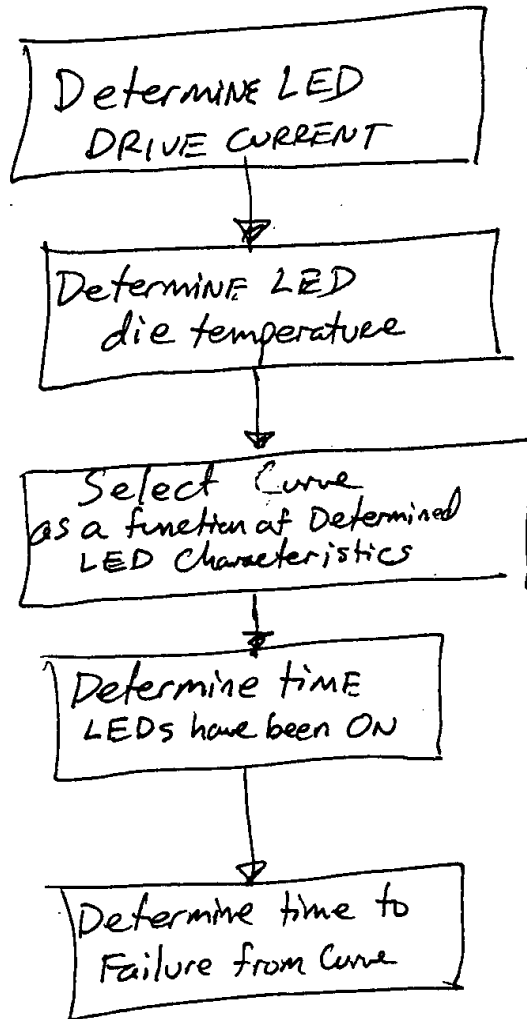 Determine LED
DRIVE CURRENT
Determine LED
die temperature
Select Curve
as a function of Determined
LED Characteristics
Determine time
LEDs have been ON
Determine time to
Failure from Curve